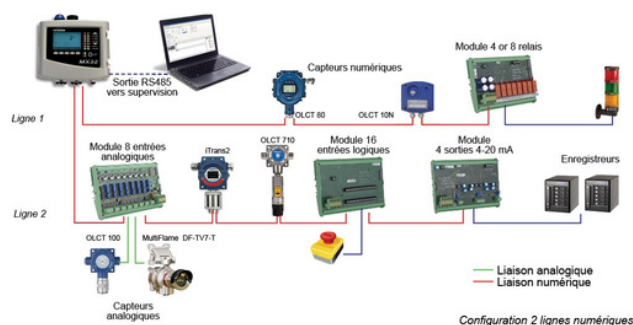 MX32
Sortie RS485
vers supervision
Capteurs numériques
Module 4 or 8 relais
Ligne 1
OLCT 80
OLCT 10N
Module 8 entrées
analogiques
iTrans2
OLCT 710
Module 16
entrées logiques
Module
4 sorties 4-20 mA
Enregistreurs
Ligne 2
OLCT 100
MultiFlame DF-TV7-T
Capteurs
analogiques
Liaison analogique
Liaison numérique
Configuration 2 lignes numériques